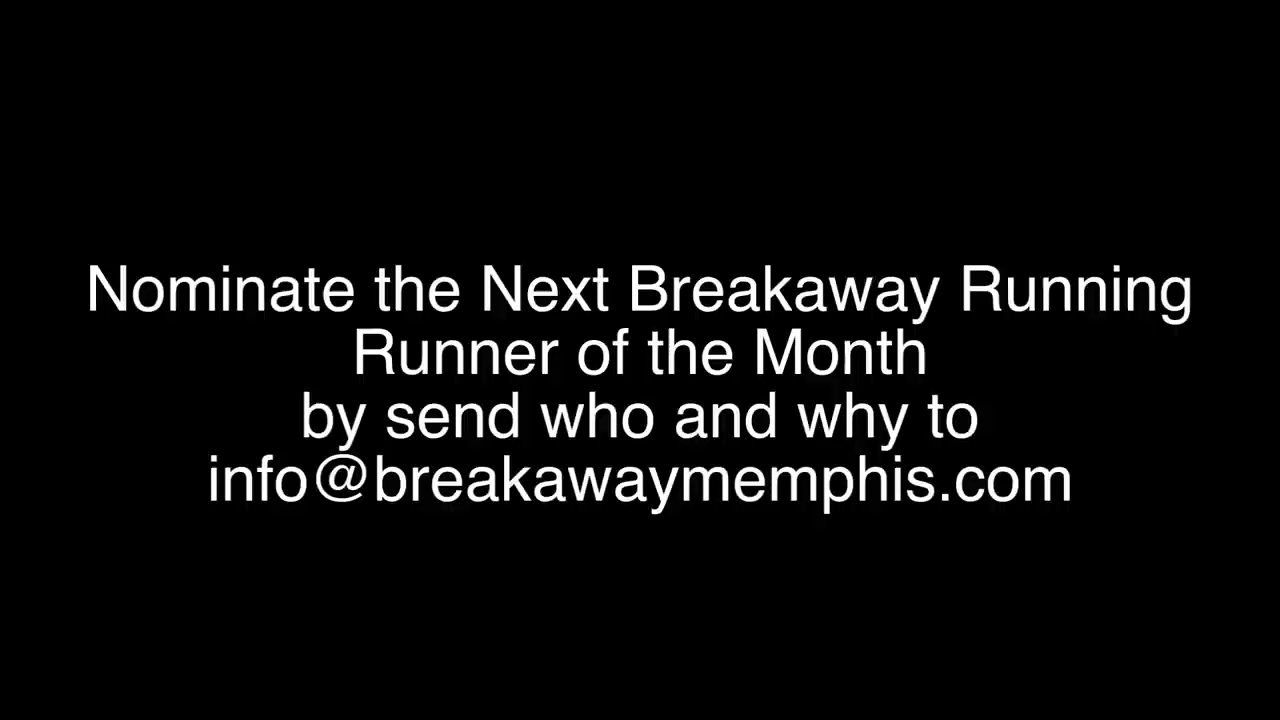 Nominate the Next Breakaway Running
Runner of the Month
by send who and why to
info@breakawaymemphis.com